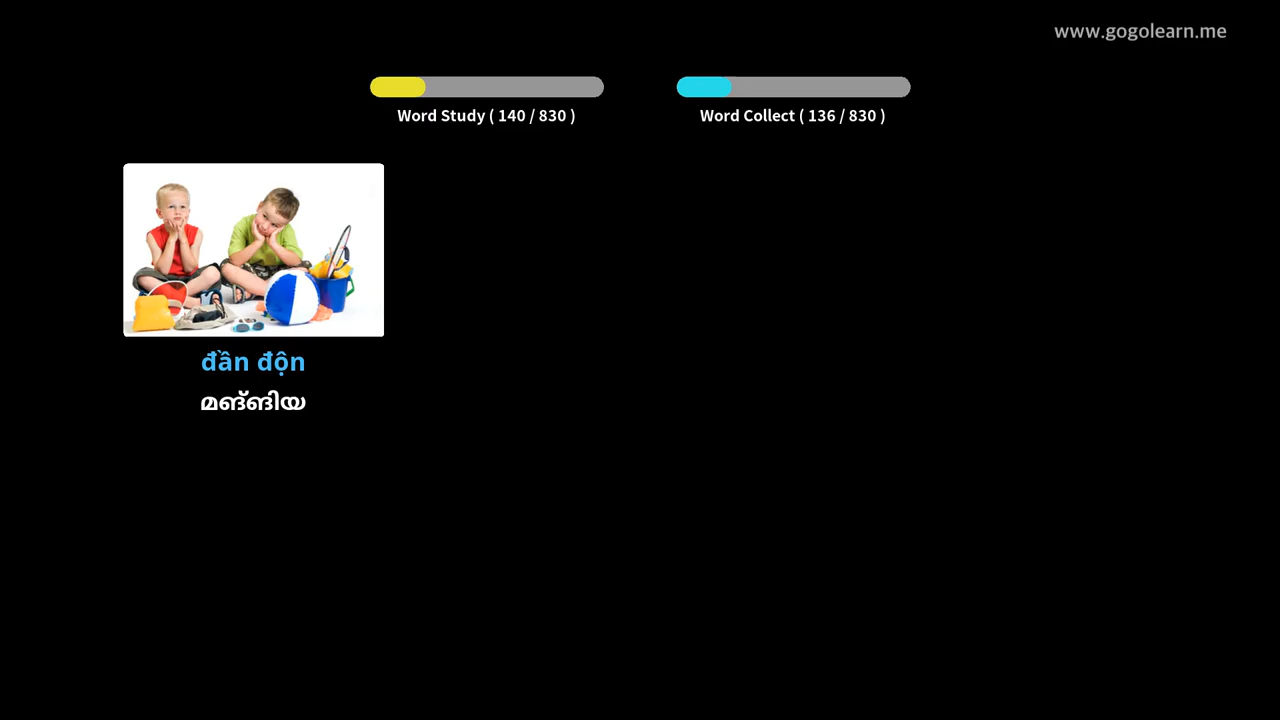 www.gogolearn.me
Word Study ( 140 / 830 )
Word Collect ( 136 / 830 )
đần độn
മങ്ങിയ